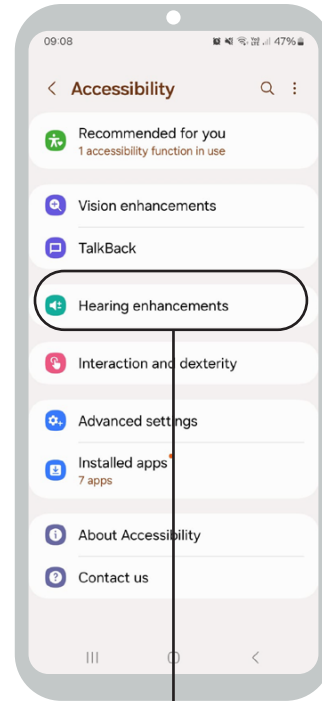 09:08 47%
Accessibility
Recommended for you
1 accessibility function in use
Vision enhancements
TalkBack
Hearing enhancements
Interaction and dexterity
Advanced settings
Installed apps
7 apps
About Accessibility
Contact us